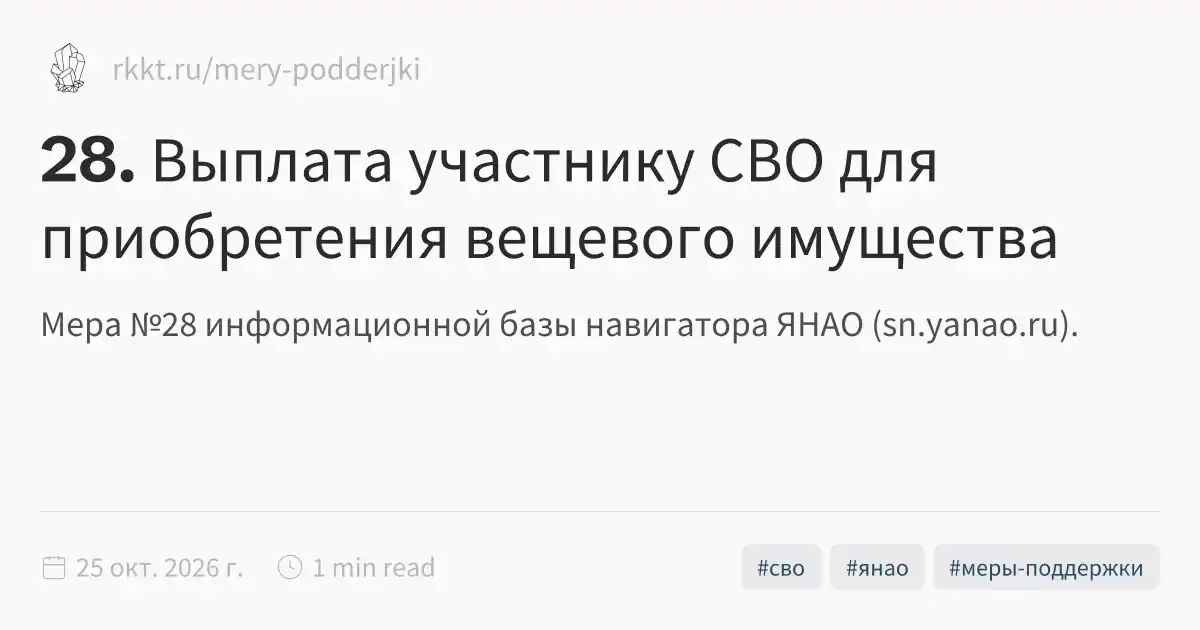 rkkt.ru/mery-podderjki
28. Выплата участнику СВО для
приобретения вещевого имущества
Мера №28 информационной базы навигатора ЯНАО (sn.yanao.ru).
25 окт. 2026 г. 1 min read #сво #янао #меры-поддержки